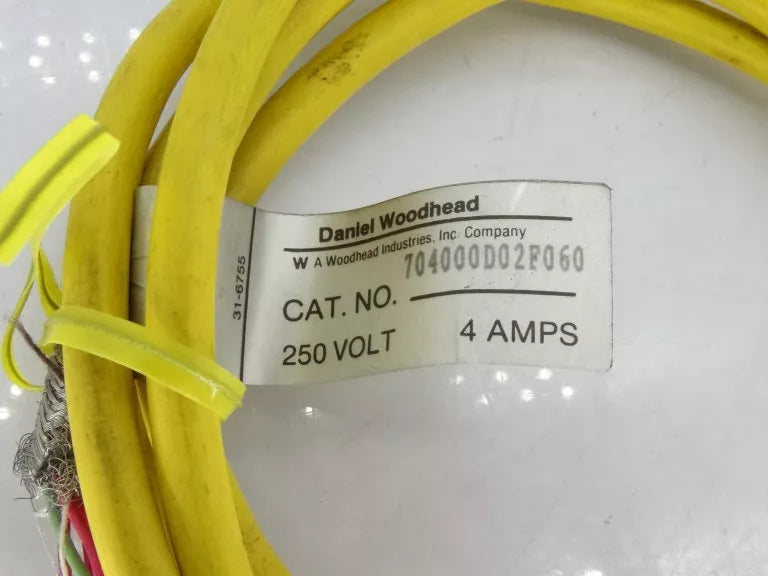 Daniel Woodhead
W A Woodhead Industries, Inc. Company
704000D02F060
CAT. NO.
250 VOLT 4 AMPS
31-6755